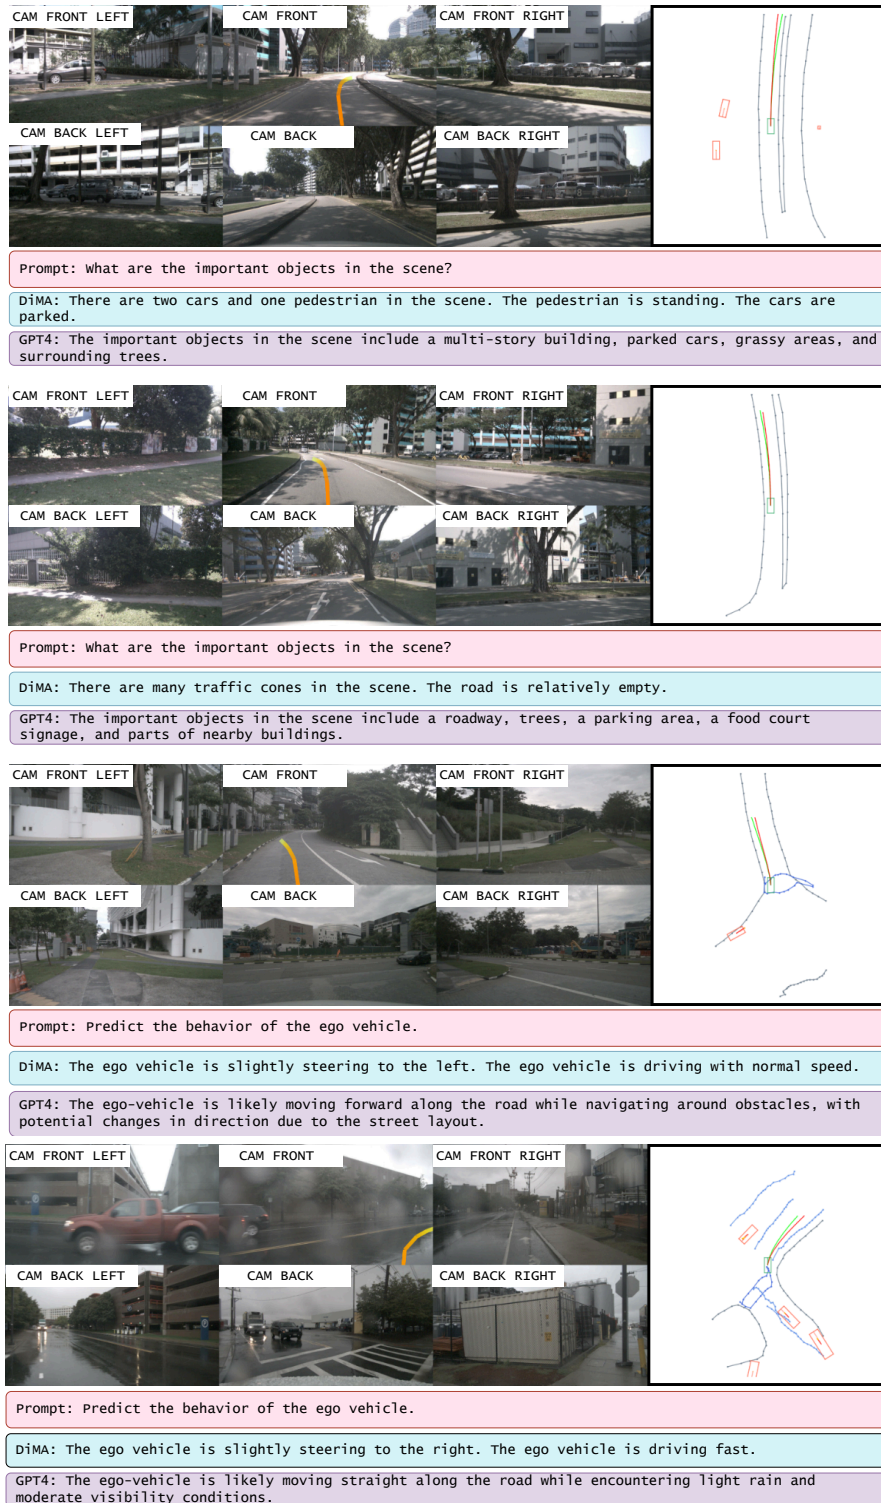 CAM FRONT LEFT
CAM FRONT
CAM FRONT RIGHT
CAM BACK LEFT
CAM BACK
CAM BACK RIGHT
Prompt: What are the important objects in the scene?
DiMA: There are two cars and one pedestrian in the scene. The pedestrian is standing. The cars are
parked.
GPT4: The important objects in the scene include a multi-story building, parked cars, grassy areas, and
surrounding trees.
CAM FRONT LEFT
CAM FRONT
CAM FRONT RIGHT
CAM BACK LEFT
CAM BACK
CAM BACK RIGHT
Prompt: What are the important objects in the scene?
DiMA: There are many traffic cones in the scene. The road is relatively empty.
GPT4: The important objects in the scene include a roadway, trees, a parking area, a food court
signage, and parts of nearby buildings.
CAM FRONT LEFT
CAM FRONT
CAM FRONT RIGHT
CAM BACK LEFT
CAM BACK
CAM BACK RIGHT
Prompt: Predict the behavior of the ego vehicle.
DiMA: The ego vehicle is slightly steering to the left. The ego vehicle is driving with normal speed.
GPT4: The ego-vehicle is likely moving forward along the road while navigating around obstacles, with
potential changes in direction due to the street layout.
CAM FRONT LEFT
CAM FRONT
CAM FRONT RIGHT
CAM BACK LEFT
CAM BACK
CAM BACK RIGHT
Prompt: Predict the behavior of the ego vehicle.
DiMA: The ego vehicle is slightly steering to the right. The ego vehicle is driving fast.
GPT4: The ego-vehicle is likely moving straight along the road while encountering light rain and
moderate visibility conditions.